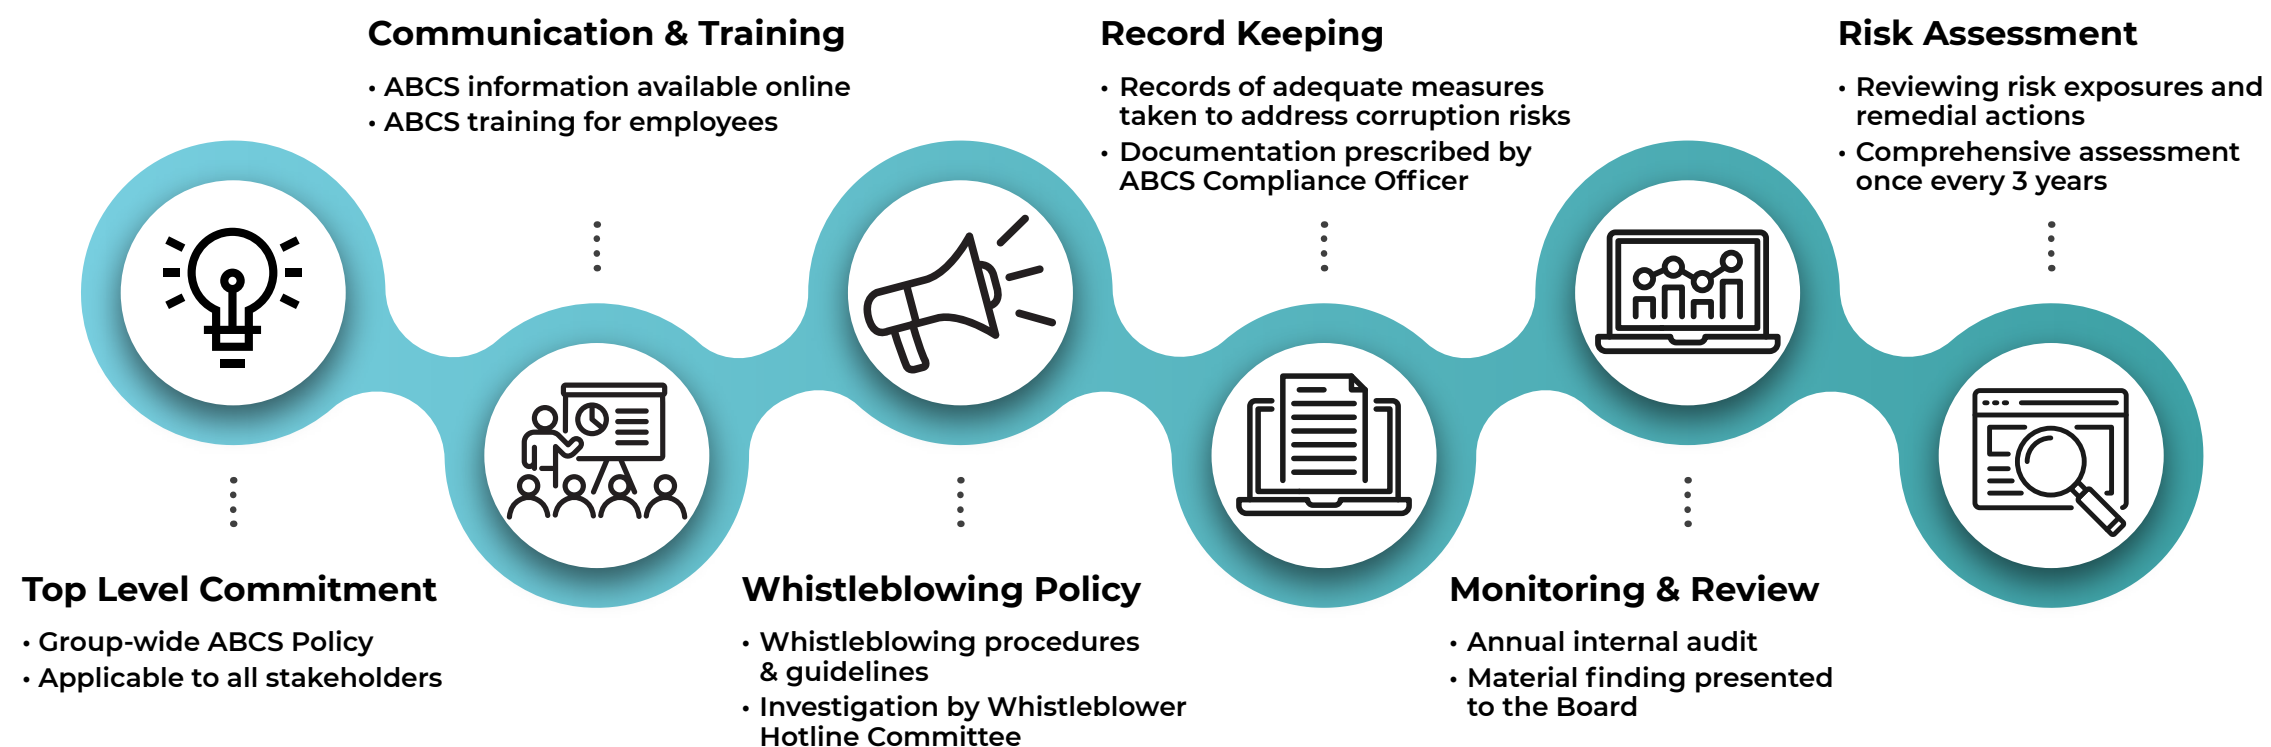 Communication & Training
• ABCS information available online
• ABCS training for employees
Record Keeping
• Records of adequate measures
taken to address corruption risks
• Documentation prescribed by
ABCS Compliance Officer
Risk Assessment
• Reviewing risk exposures and
remedial actions
• Comprehensive assessment
once every 3 years
Top Level Commitment
• Group-wide ABCS Policy
• Applicable to all stakeholders
Whistleblowing Policy
• Whistleblowing procedures
& guidelines
• Investigation by Whistleblower
Hotline Committee
Monitoring & Review
• Annual internal audit
• Material finding presented
to the Board